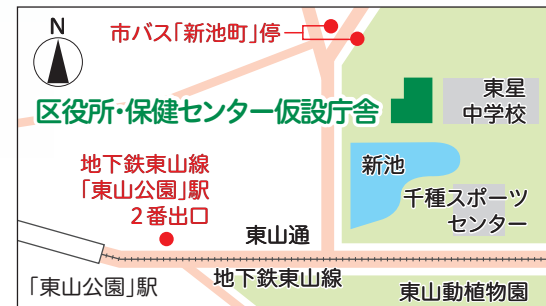 N
市バス「新池町」停
区役所・保健センター仮設庁舎
東星
中学校
地下鉄東山線
「東山公園」駅
2番出口
新池
千種スポーツ
センター
東山通
「東山公園」駅
地下鉄東山線
東山動植物園